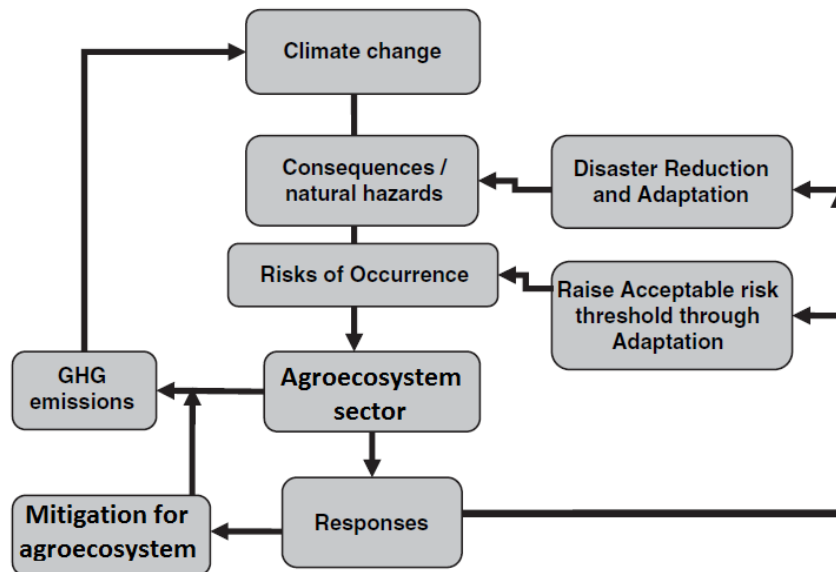 Climate change
Consequences /
natural hazards
Disaster Reduction
and Adaptation
Risks of Occurrence
Raise Acceptable risk
threshold through
Adaptation
GHG
emissions
Agroecosystem
sector
Mitigation for
agroecosystem
Responses